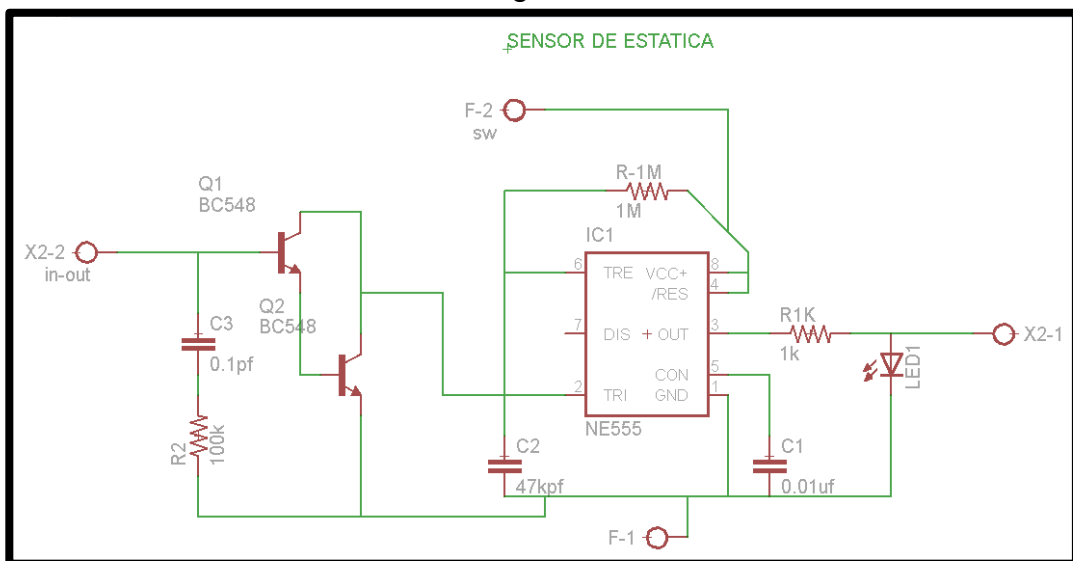 SENSOR DE ESTATICA
F-2
sw
R-1M
1M
Q1
BC548
IC1
X2-2
in-out
6
TRE
VCC+
8
/RES
4
Q2
BC548
C3
0.1pf
7
DIS
OUT
3
R1K
1k
X2-1
LED1
CON
5
2
TRI
GND
1
NE555
R2
100k
C2
47kpf
C1
0.01uf
F-1